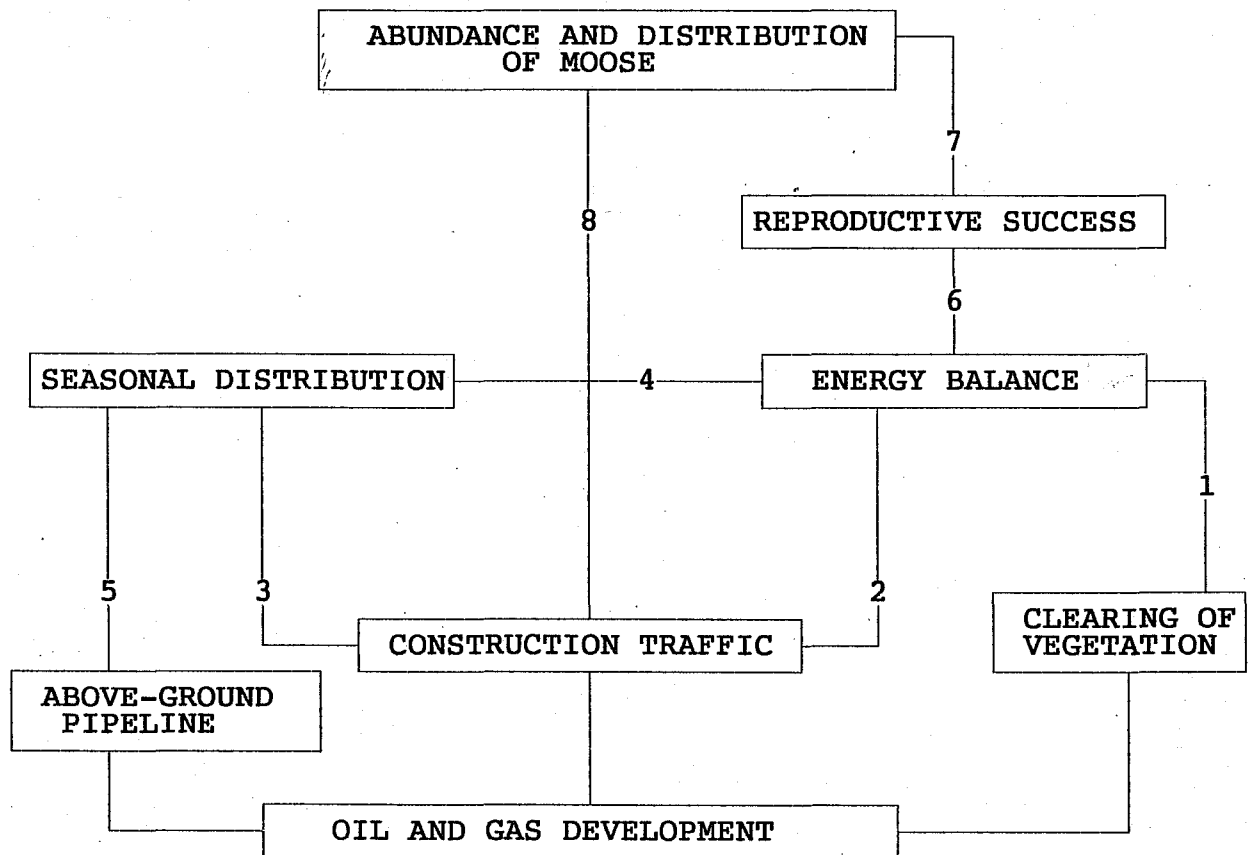 ABUNDANCE AND DISTRIBUTION
OF MOOSE
7
8
REPRODUCTIVE SUCCESS
6
SEASONAL DISTRIBUTION
4
ENERGY BALANCE
1
5
3
2
CLEARING OF
VEGETATION
CONSTRUCTION TRAFFIC
ABOVE-GROUND
PIPELINE
OIL AND GAS DEVELOPMENT